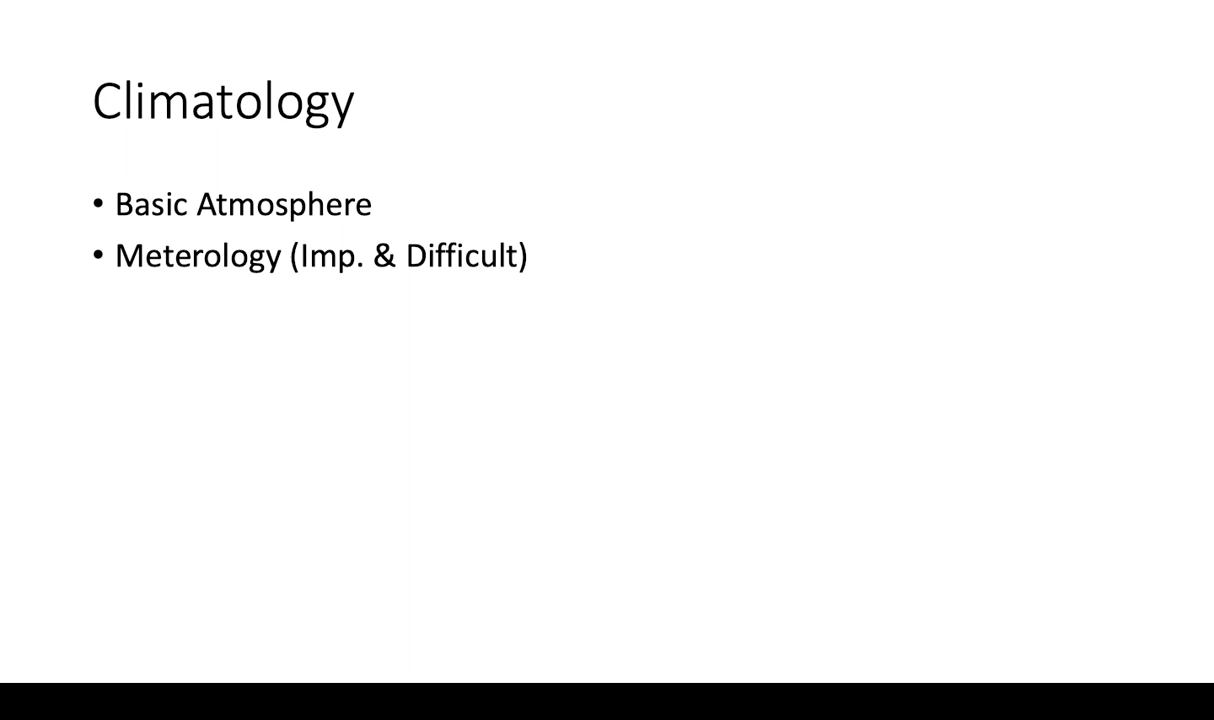 Climatology
• Basic Atmosphere
• Meterology (Imp. & Difficult)